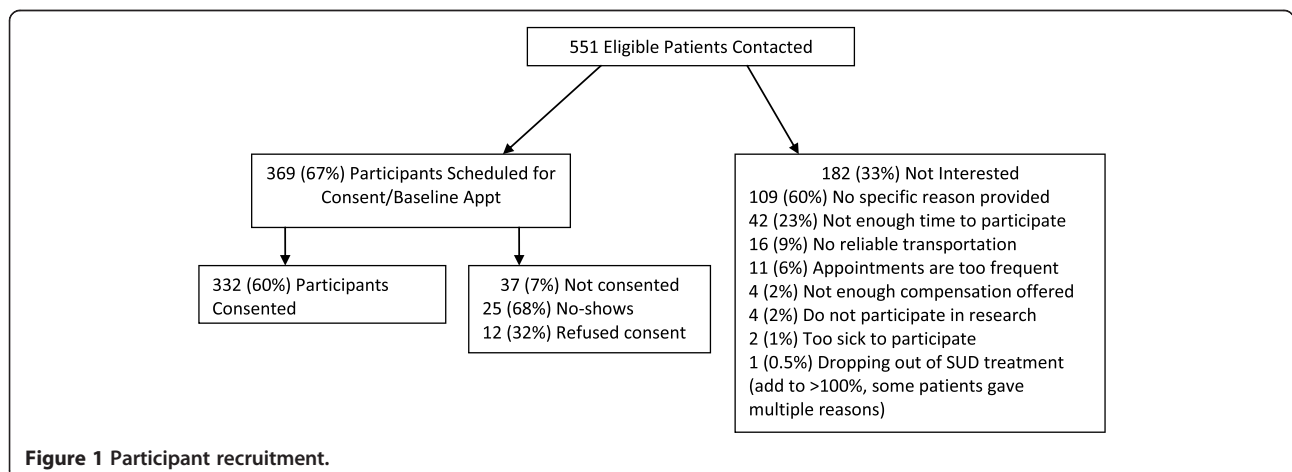 551 Eligible Patients Contacted
369 (67%) Participants Scheduled for
Consent/Baseline Appt
332 (60%) Participants
Consented
37 (7%) Not consented
25 (68%) No-shows
12 (32%) Refused consent
182 (33%) Not Interested
109 (60%) No specific reason provided
42 (23%) Not enough time to participate
16 (9%) No reliable transportation
11 (6%) Appointments are too frequent
4 (2%) Not enough compensation offered
4 (2%) Do not participate in research
2 (1%) Too sick to participate
1 (0.5%) Dropping out of SUD treatment
(add to >100%, some patients gave
multiple reasons)
Figure 1 Participant recruitment.